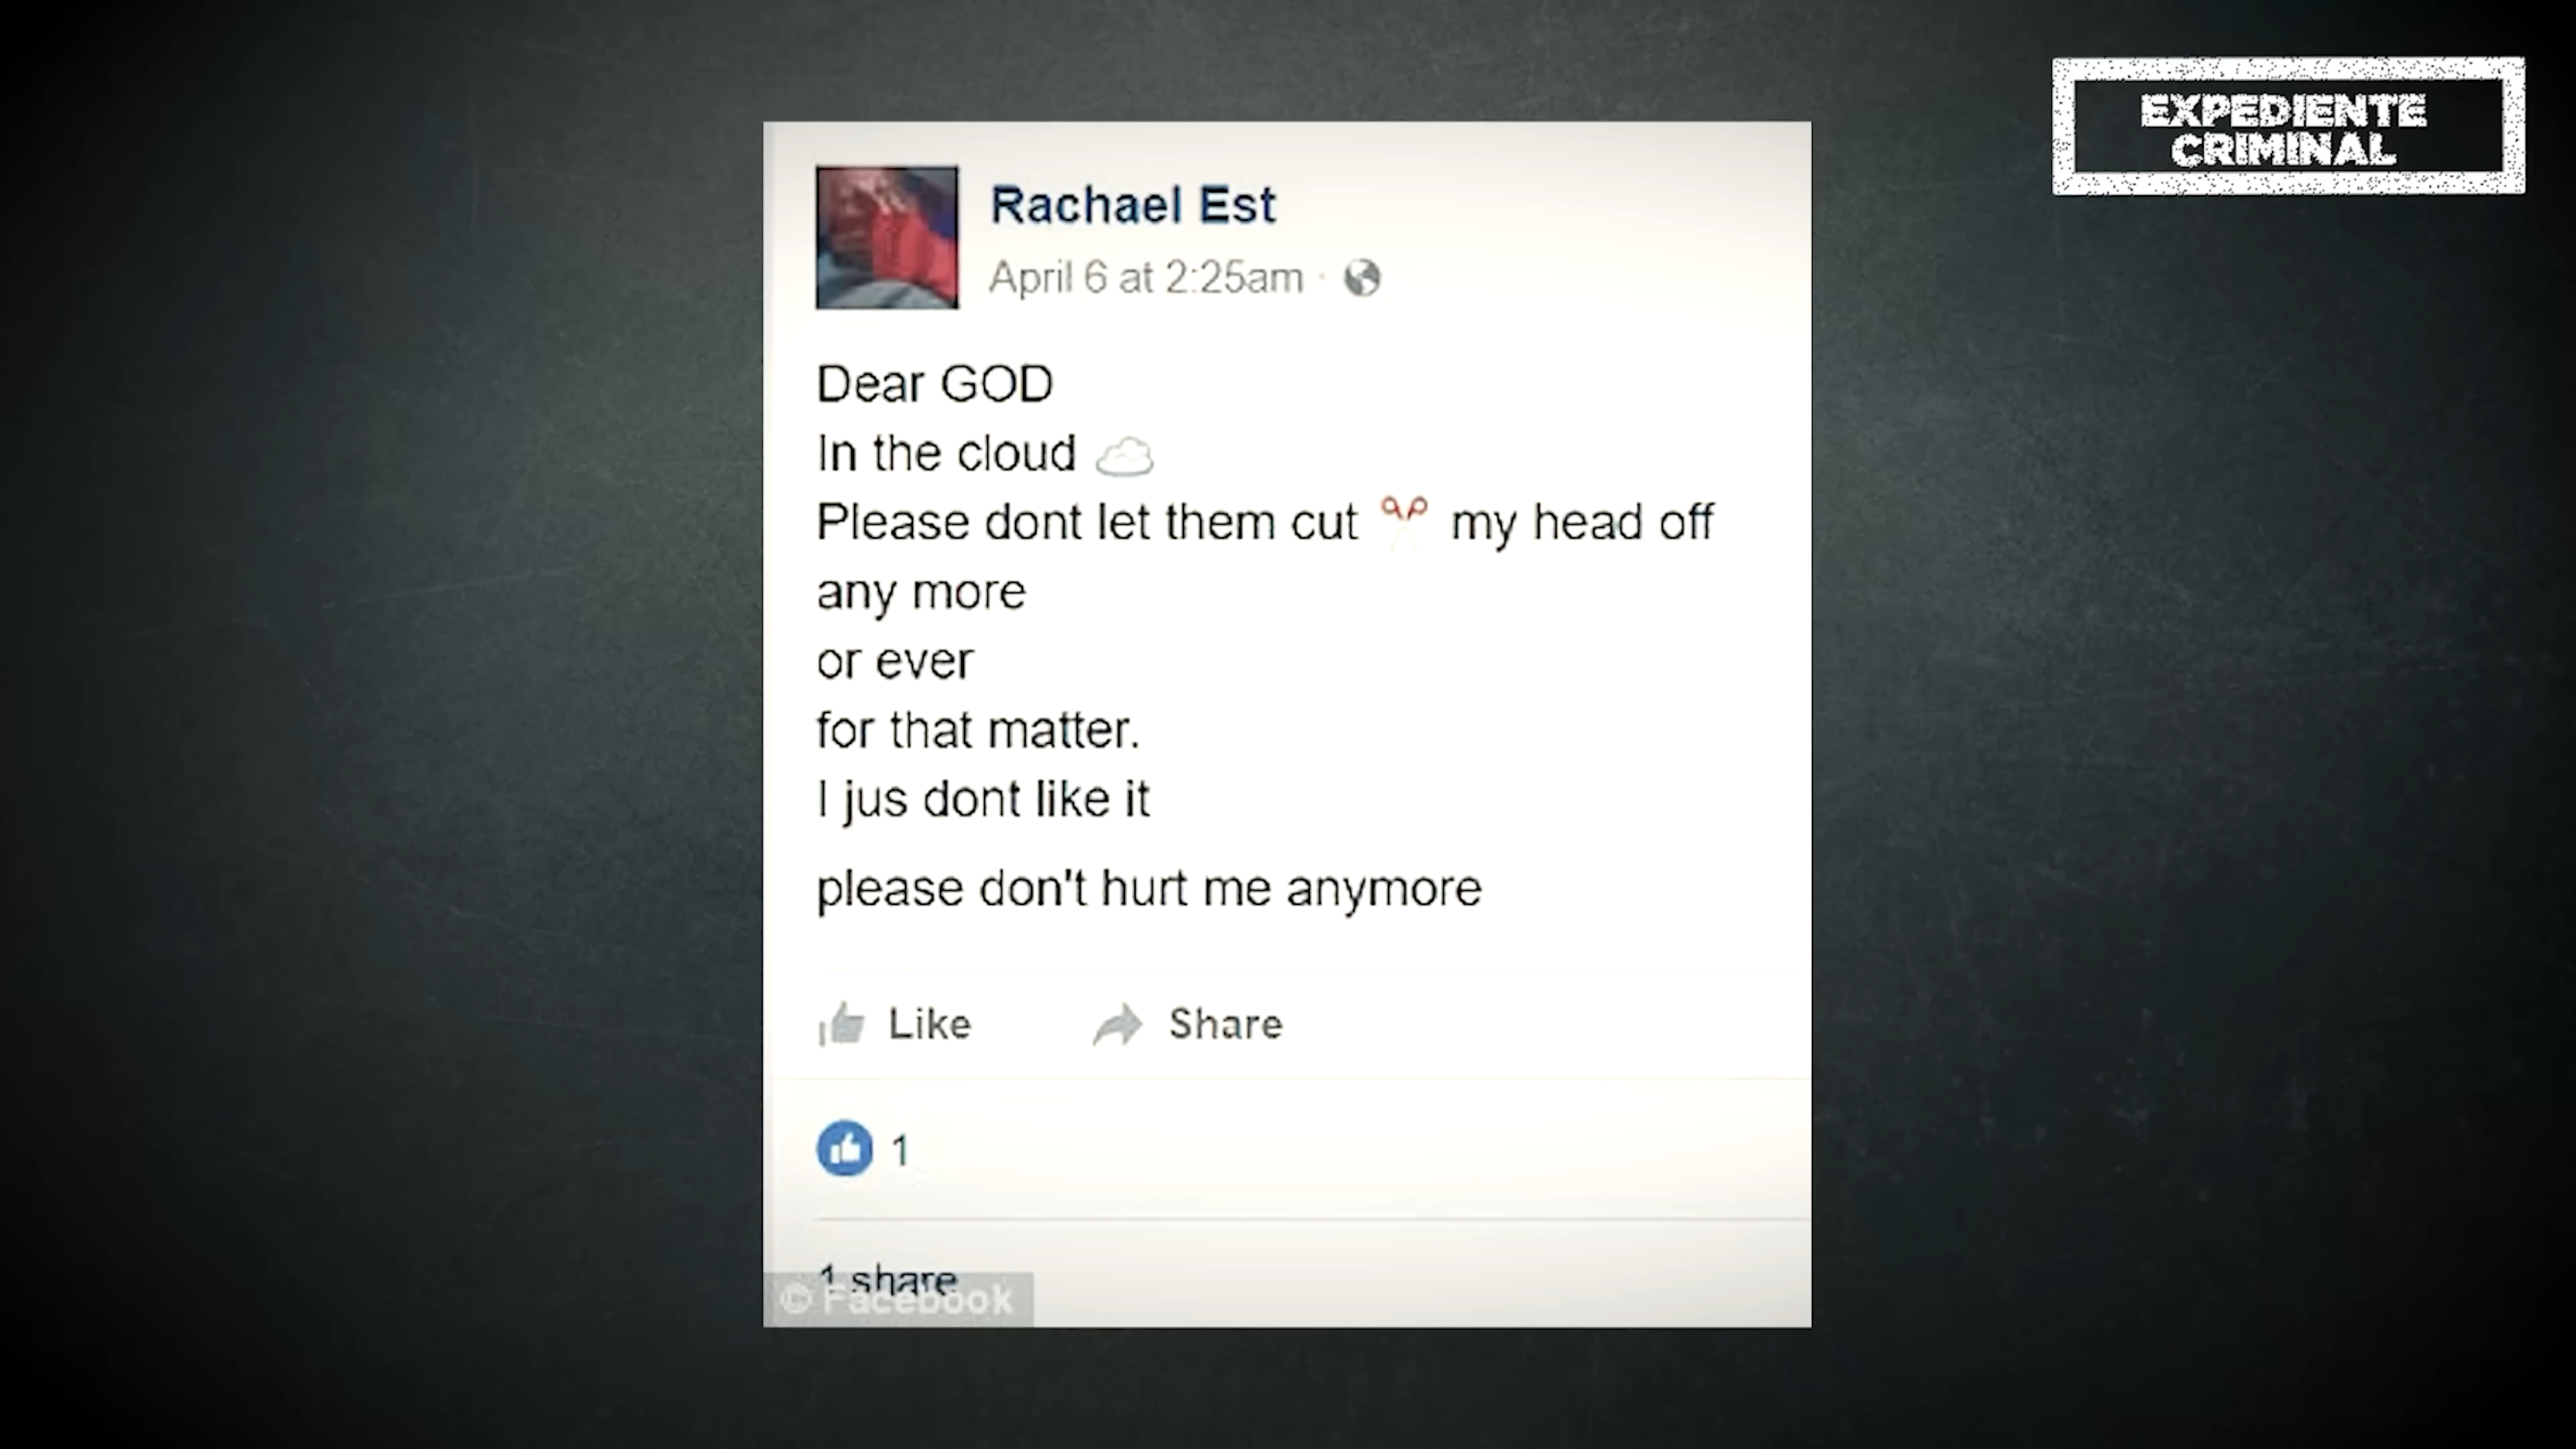 EXPEDIENTE
CRIMINAL
Rachael Est
April 6 at 2:25am ·
Dear GOD
In the cloud ☁
Please dont let them cut ✂ my head off
any more
or ever
for that matter.
I jus dont like it
please don't hurt me anymore
Like Share
1
1 share
© Facebook